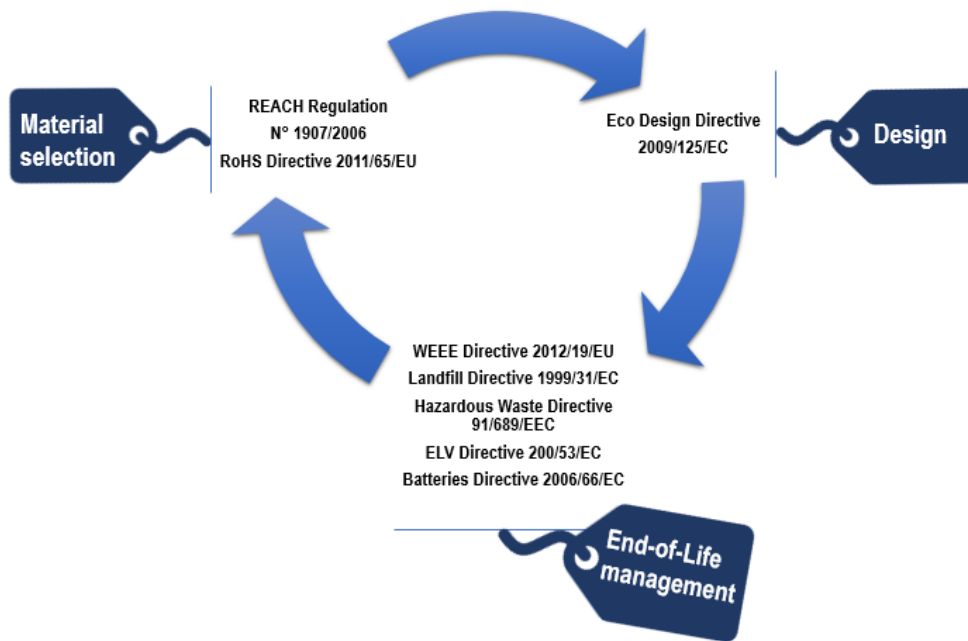 Material
selection
REACH Regulation
N° 1907/2006
RoHS Directive 2011/65/EU
Eco Design Directive
2009/125/EC
Design
WEEE Directive 2012/19/EU
Landfill Directive 1999/31/EC
Hazardous Waste Directive
91/689/EEC
ELV Directive 200/53/EC
Batteries Directive 2006/66/EC
End-of-Life
management